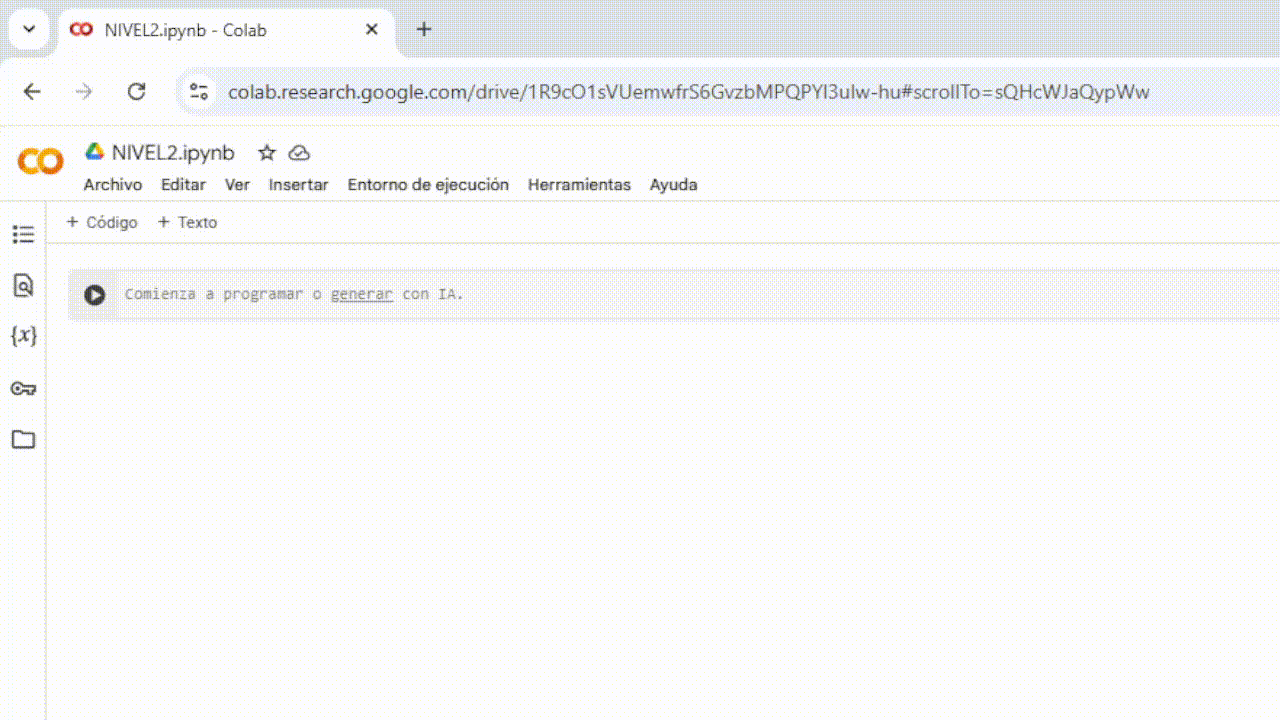 NIVEL2.ipynb - Colab
colab.research.google.com/drive/1R9cO1sVUemwfrS6GvzbMPQPYI3ulw-hu#scrollTo=sQHcWJaQypWw
CO NIVEL2.ipynb
Archivo Editar Ver Insertar Entorno de ejecución Herramientas Ayuda
+ Código + Texto
Comienza a programar o generar con IA.
{x}